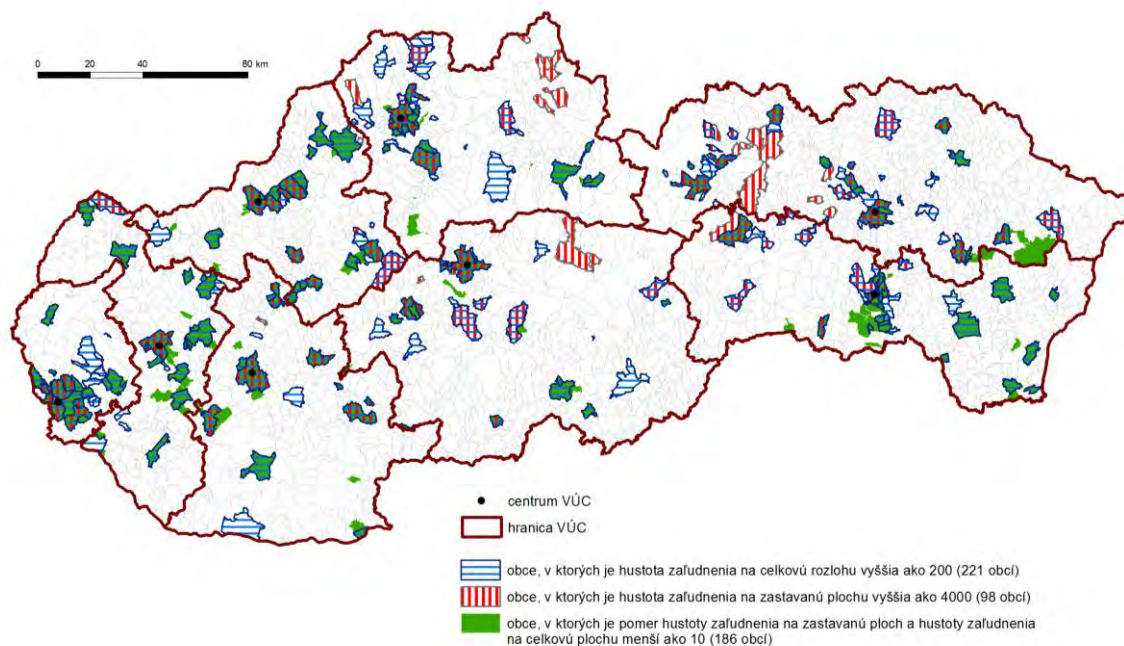 0 20 40 80 km
centrum VÚC
hranica VÚC
obce, v ktorých je hustota zaľudnenia na celkovú rozlohu vyššia ako 200 (221 obcí)
obce, v ktorých je hustota zaľudnenia na zastavanú plochu vyššia ako 4000 (98 obcí)
obce, v ktorých je pomer hustoty zaľudnenia na zastavanú ploch a hustoty zaľudnenia
na celkovú plochu menší ako 10 (186 obcí)